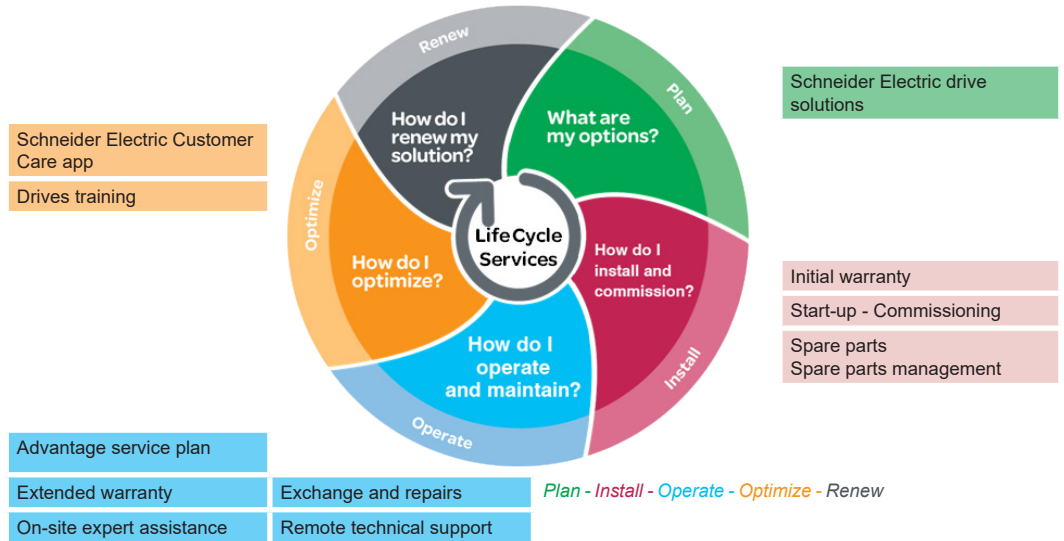 Renew
Plan
Schneider Electric drive
solutions
How do I
renew my
solution?
What are
my options?
Schneider Electric Customer
Care app
Drives training
Optimize
LifeCycle
Services
How do I
optimize?
How do I
install and
commission?
Initial warranty
Start-up - Commissioning
Spare parts
Spare parts management
How do I
operate
and maintain?
Install
Operate
Advantage service plan
Extended warranty
Exchange and repairs
On-site expert assistance
Remote technical support
Plan - Install - Operate - Optimize - Renew